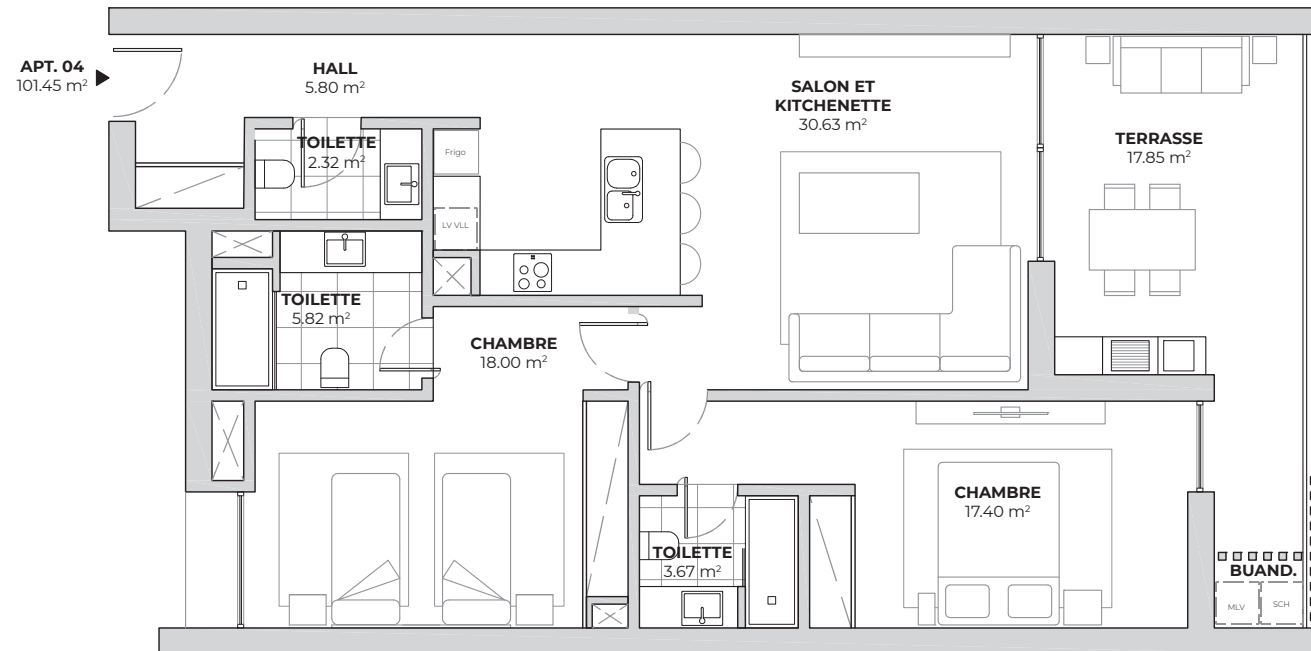 APT. 04
101.45 m²
HALL
5.80 m²
TOILETTE
2.32 m²
Frigo
LV VLL
SALON ET
KITCHENETTE
30.63 m²
TERRASSE
17.85 m²
TOILETTE
5.82 m²
CHAMBRE
18.00 m²
TOILETTE
3.67 m²
CHAMBRE
17.40 m²
BUAND.
MLV
SCH